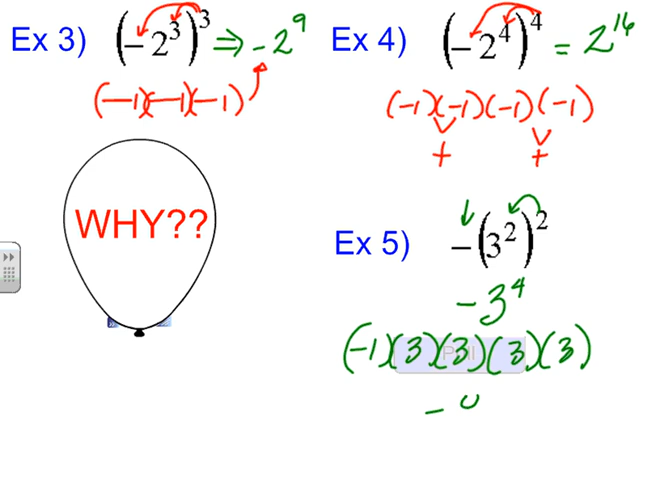 Ex 3) (-2³)³ ⇒ -2⁹
(-1)(-1)(-1)
WHY??
Ex 4) (-2⁴)⁴ = 2¹⁶
(-1)(-1)(-1)(-1)
+ +
Ex 5) -(3²)²
-3⁴
(-1)(3)(3)(3)(3)
-